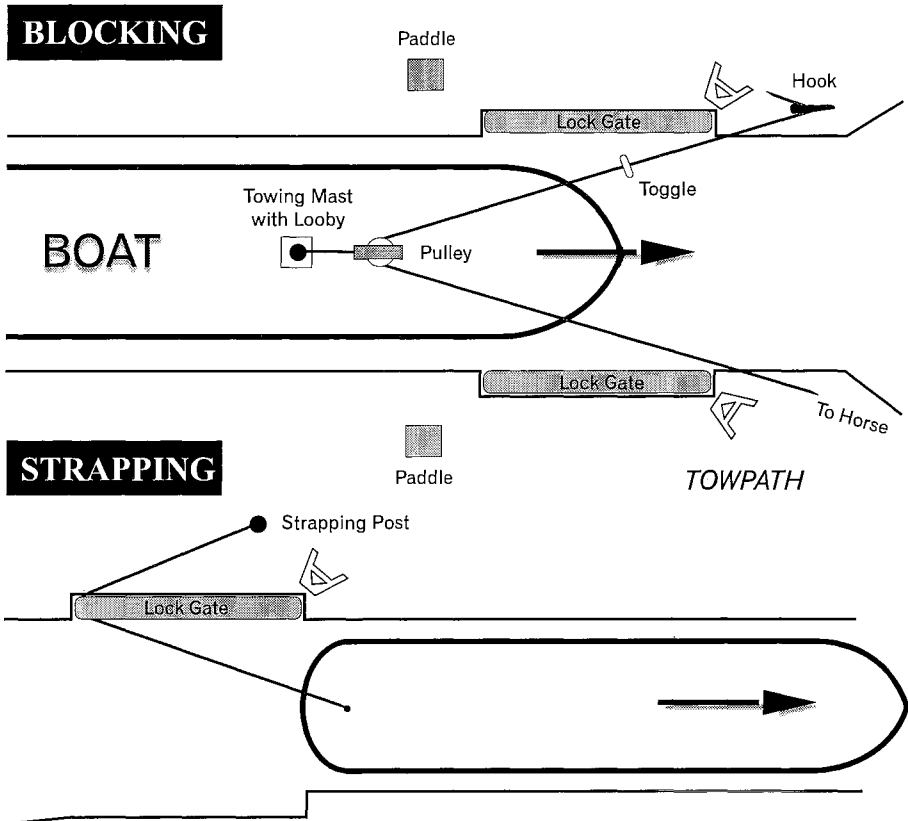 BLOCKING
Paddle
Hook
Lock Gate
Toggle
Towing Mast
with Looby
BOAT
Pulley
Lock Gate
To Horse
STRAPPING
Paddle
TOWPATH
Strapping Post
Lock Gate